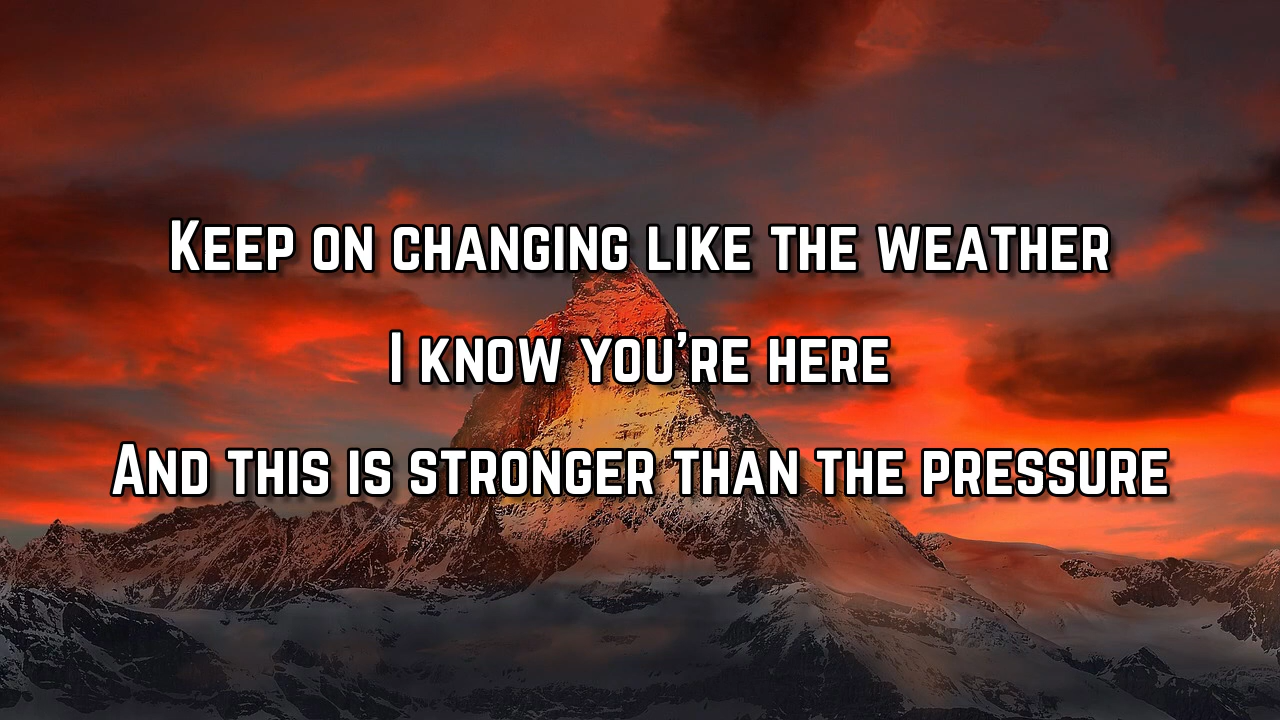 Keep on changing like the weather
I know you’re here
And this is stronger than the pressure